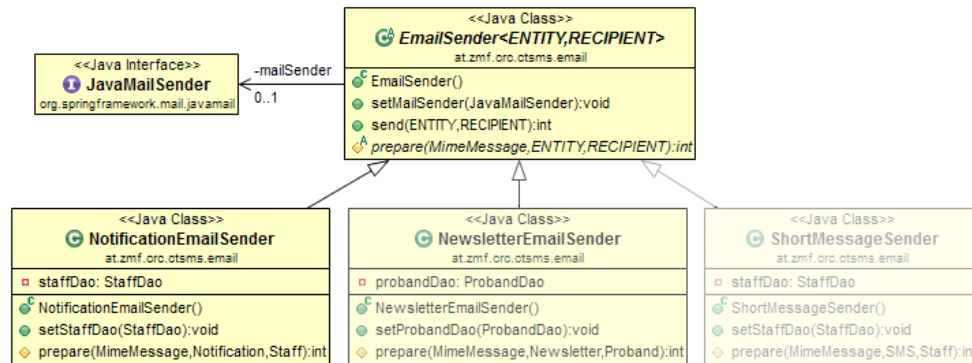 <<Java Class>>
EmailSender<ENTITY,RECIPIENT>
at.zmf.crc.ctsms.email
EmailSender()
setMailSender(JavaMailSender):void
send(ENTITY,RECIPIENT):int
prepare(MimeMessage,ENTITY,RECIPIENT):int
<<Java Interface>>
JavaMailSender
org.springframework.mail.javamail
-mailSender
0..1
<<Java Class>>
NotificationEmailSender
at.zmf.crc.ctsms.email
staffDao: StaffDao
NotificationEmailSender()
setStaffDao(StaffDao):void
prepare(MimeMessage,Notification,Staff):int
<<Java Class>>
NewsletterEmailSender
at.zmf.crc.ctsms.email
probandDao: ProbandDao
NewsletterEmailSender()
setProbandDao(ProbandDao):void
prepare(MimeMessage,Newsletter,Proband):int
<<Java Class>>
ShortMessageSender
at.zmf.crc.ctsms.email
staffDao: StaffDao
ShortMessageSender()
setStaffDao(StaffDao):void
prepare(MimeMessage,SMS,Staff):int